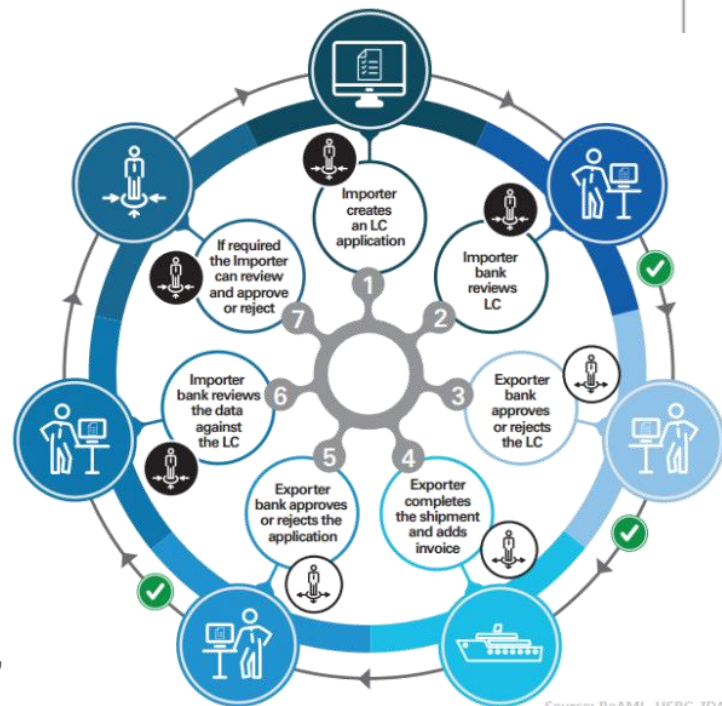 1
Importer
creates
an LC
application
2
Importer
bank
reviews
LC
3
Exporter
bank
approves
or rejects
the LC
4
Exporter
completes
the shipment
and adds
invoice
5
Exporter
bank approves
or rejects the
application
6
Importer
bank reviews
the data
against
the LC
7
If required
the Importer
can review
and approve
or reject